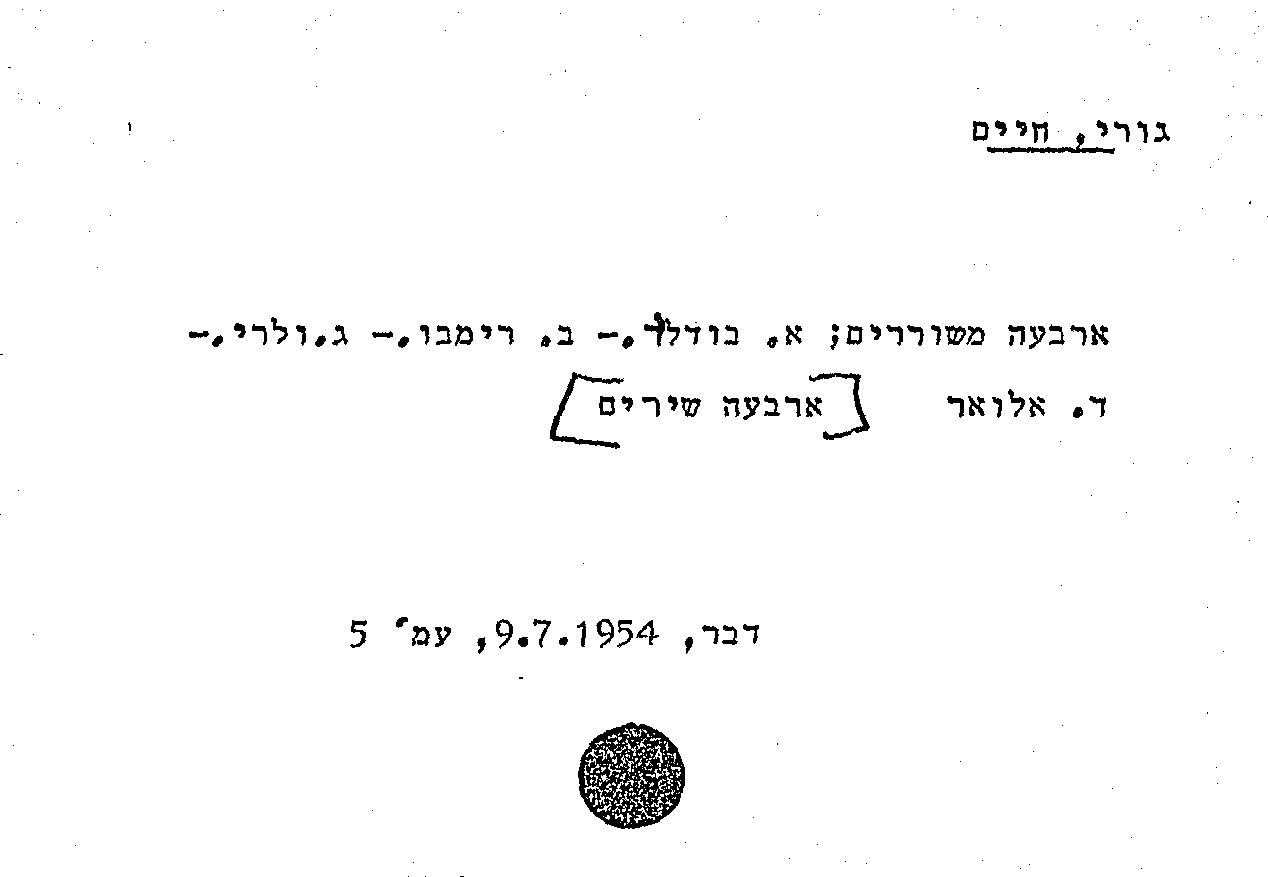 גורי, חיים
ארבעה משוררים; א. בודלר.– ב. רימבו.– ג.ולרי.–
ד. אלואר [ארבעה שירים]
דבר, 9.7.1954, עמ' 5